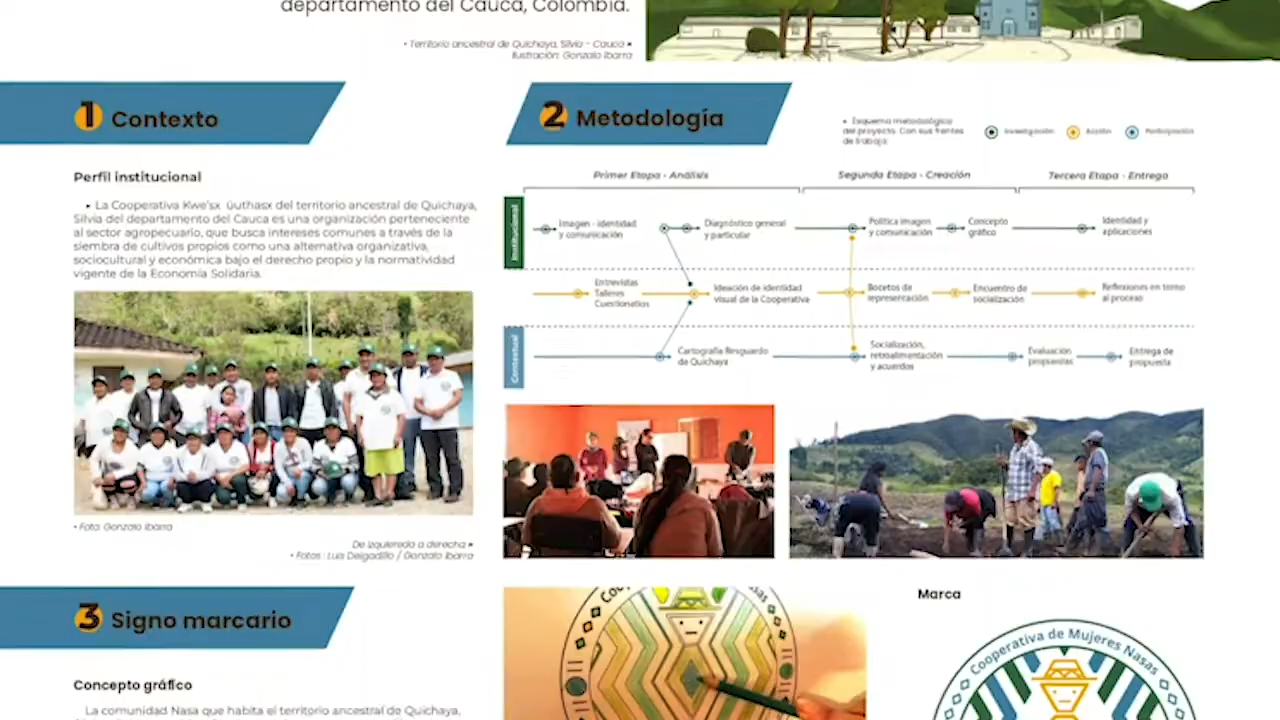 departamento del Cauca, Colombia.
• Territorio ancestral de Quichaya, Silvia - Cauca ▸
Ilustración: Gonzalo Ibarra
1 Contexto
Perfil institucional
▸ La Cooperativa Kwe'sx üuthasx del territorio ancestral de Quichaya,
Silvia del departamento del Cauca es una organización perteneciente
al sector agropecuario, que busca intereses comunes a través de la
siembra de cultivos propios como una alternativa organizativa,
sociocultural y económica bajo el derecho propio y la normatividad
vigente de la Economía Solidaria.
• Foto: Gonzalo Ibarra
De izquiereda a derecha ▸
• Fotos : Luis Delgadillo / Gonzalo Ibarra
2 Metodología
▸ Esquema metodológico
del proyecto. Con sus frentes
de trabajo:
Investigación
Acción
Participación
Primer Etapa - Análisis
Segunda Etapa - Creación
Tercera Etapa - Entrega
Institucional
Imagen - identidad
y comunicación
Diagnóstico general
y particular
Política imagen
y comunicación
Concepto
gráfico
Identidad y
aplicaciones
Entrevistas
Talleres
Cuestionarios
Ideación de identidad
visual de la Cooperativa
Bocetos de
representación
Encuentro de
socialización
Reflexiones en torno
al proceso
Contextual
Cartografía Resguardo
de Quichaya
Socialización,
retroalimentación
y acuerdos
Evaluación
propuestas
Entrega de
propuesta
3 Signo marcario
Concepto gráfico
La comunidad Nasa que habita el territorio ancestral de Quichaya,
Marca
Cooperativa de Mujeres Nasas